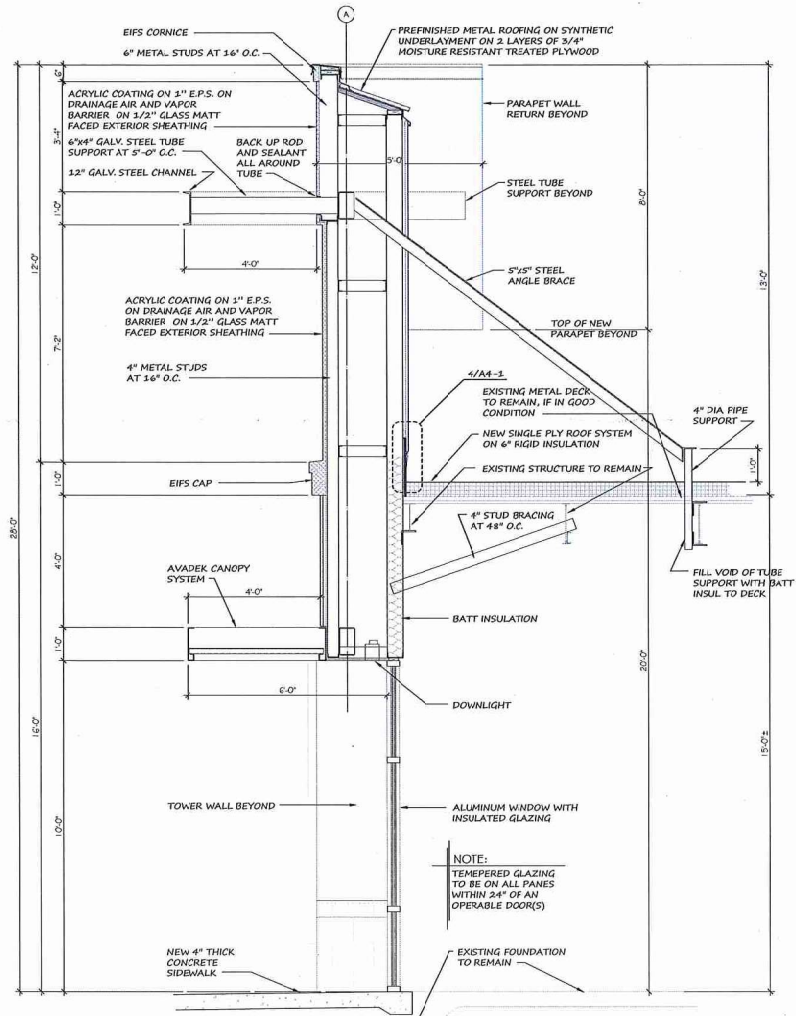 A
EIFS CORNICE
6" METAL STUDS AT 16" O.C.
PREFINISHED METAL ROOFING ON SYNTHETIC
UNDERLAYMENT ON 2 LAYERS OF 3/4"
MOISTURE RESISTANT TREATED PLYWOOD
6"
ACRYLIC COATING ON 1" E.P.S. ON
DRAINAGE AIR AND VAPOR
BARRIER ON 1/2" GLASS MATT
FACED EXTERIOR SHEATHING
PARAPET WALL
RETURN BEYOND
3'-4"
6"x4" GALV. STEEL TUBE
SUPPORT AT 5'-0" C.C.
BACK UP ROD
AND SEALANT
ALL AROUND
TUBE
5'-0"
12" GALV. STEEL CHANNEL
STEEL TUBE
SUPPORT BEYOND
8'-0"
1'-0"
4'-0"
12'-0"
5"x5" STEEL
ANGLE BRACE
13'-0"
ACRYLIC COATING ON 1" E.P.S.
ON DRAINAGE AIR AND VAPOR
BARRIER ON 1/2" GLASS MATT
FACED EXTERIOR SHEATHING
7'-2"
TOP OF NEW
PARAPET BEYOND
4" METAL STUDS
AT 16" O.C.
4/A4-1
EXISTING METAL DECK
TO REMAIN, IF IN GOOD
CONDITION
4" DIA PIPE
SUPPORT
NEW SINGLE PLY ROOF SYSTEM
ON 6" RIGID INSULATION
1'-0"
EXISTING STRUCTURE TO REMAIN
1'-0"
EIFS CAP
4" STUD BRACING
AT 48" O.C.
28'-0"
4'-0"
AVADEK CANOPY
SYSTEM
4'-0"
FILL VOID OF TUBE
SUPPORT WITH BATT
INSUL TO DECK
BATT INSULATION
1'-0"
20'-0"
6'-0"
DOWNLIGHT
16'-0"
15'-0"±
TOWER WALL BEYOND
ALUMINUM WINDOW WITH
INSULATED GLAZING
10'-0"
NOTE:
TEMEPERED GLAZING
TO BE ON ALL PANES
WITHIN 24" OF AN
OPERABLE DOOR(S)
NEW 4" THICK
CONCRETE
SIDEWALK
EXISTING FOUNDATION
TO REMAIN